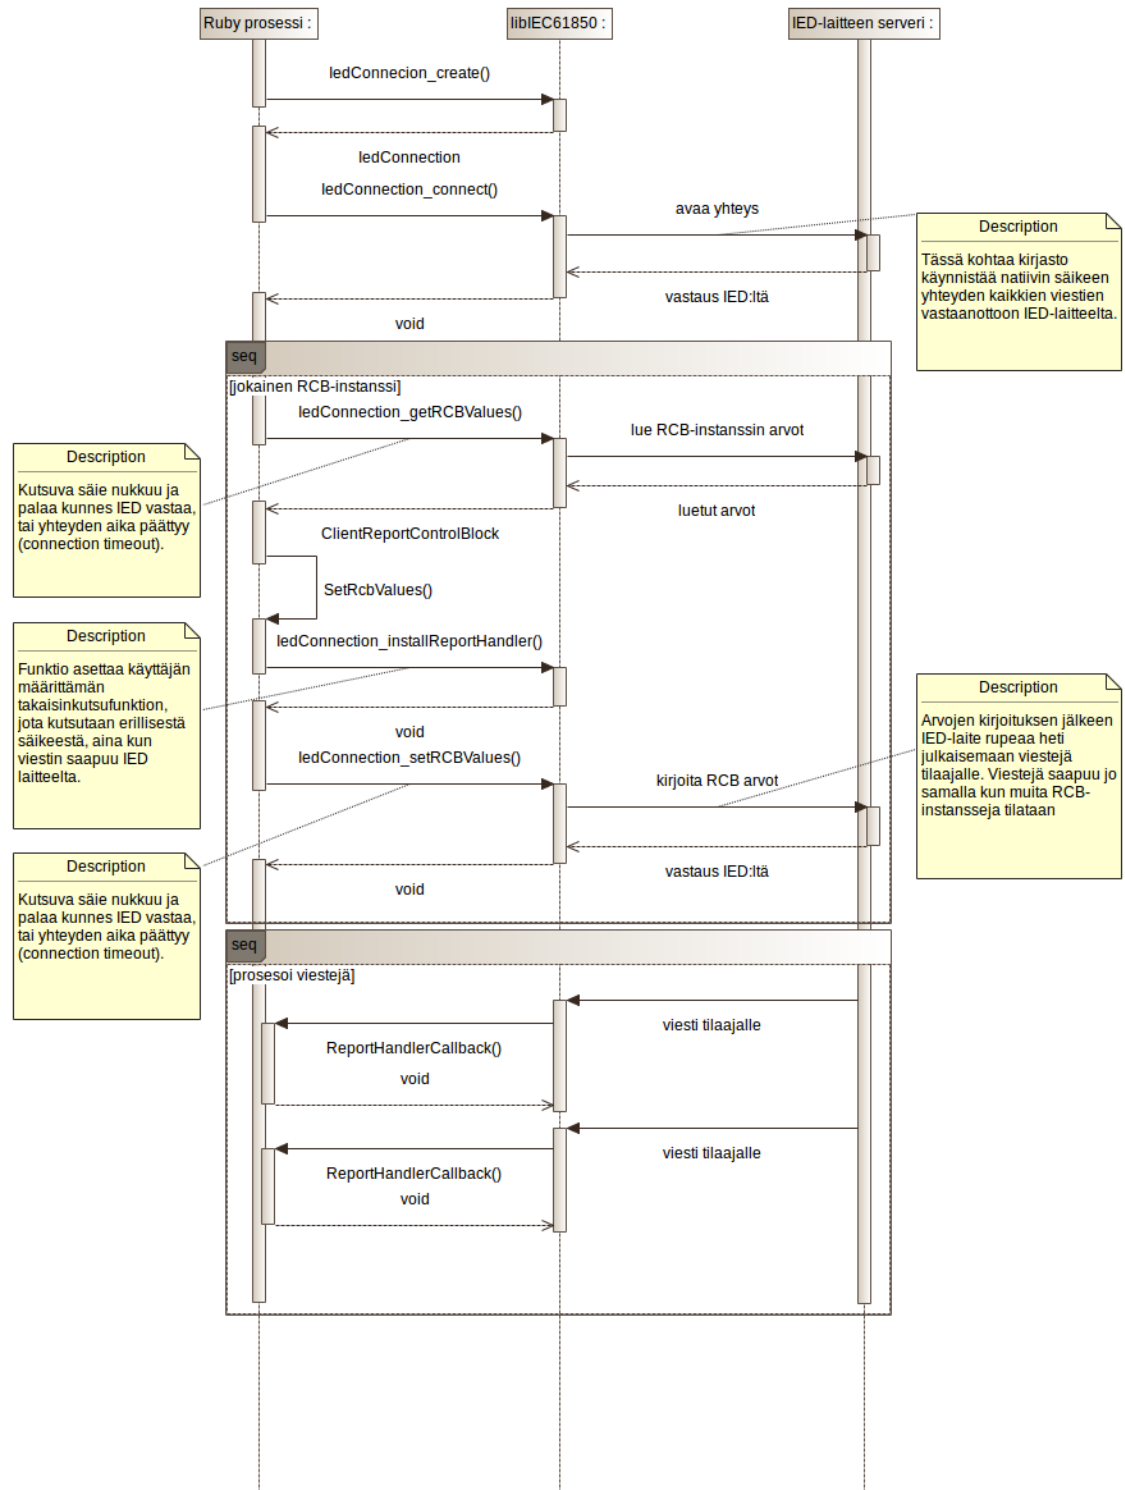 Ruby prosessi :
libIEC61850 :
IED-laitteen serveri :
IedConnecion_create()
IedConnection
IedConnection_connect()
avaa yhteys
Description
Tässä kohtaa kirjasto
käynnistää natiivin säikeen
yhteyden kaikkien viestien
vastaanottoon IED-laitteelta.
vastaus IED:ltä
void
seq
[jokainen RCB-instanssi]
IedConnection_getRCBValues()
lue RCB-instanssin arvot
Description
Kutsuva säie nukkuu ja
palaa kunnes IED vastaa,
tai yhteyden aika päättyy
(connection timeout).
luetut arvot
ClientReportControlBlock
SetRcbValues()
Description
Funktio asettaa käyttäjän
määrittämän
takaisinkutsufunktion,
jota kutsutaan erillisestä
säikeestä, aina kun
viestin saapuu IED
laitteelta.
IedConnection_installReportHandler()
void
Description
Arvojen kirjoituksen jälkeen
IED-laite rupeaa heti
julkaisemaan viestejä
tilaajalle. Viestejä saapuu jo
samalla kun muita RCB-
instansseja tilataan
IedConnection_setRCBValues()
kirjoita RCB arvot
Description
Kutsuva säie nukkuu ja
palaa kunnes IED vastaa,
tai yhteyden aika päättyy
(connection timeout).
vastaus IED:ltä
void
seq
[prosesoi viestejä]
viesti tilaajalle
ReportHandlerCallback()
void
viesti tilaajalle
ReportHandlerCallback()
void